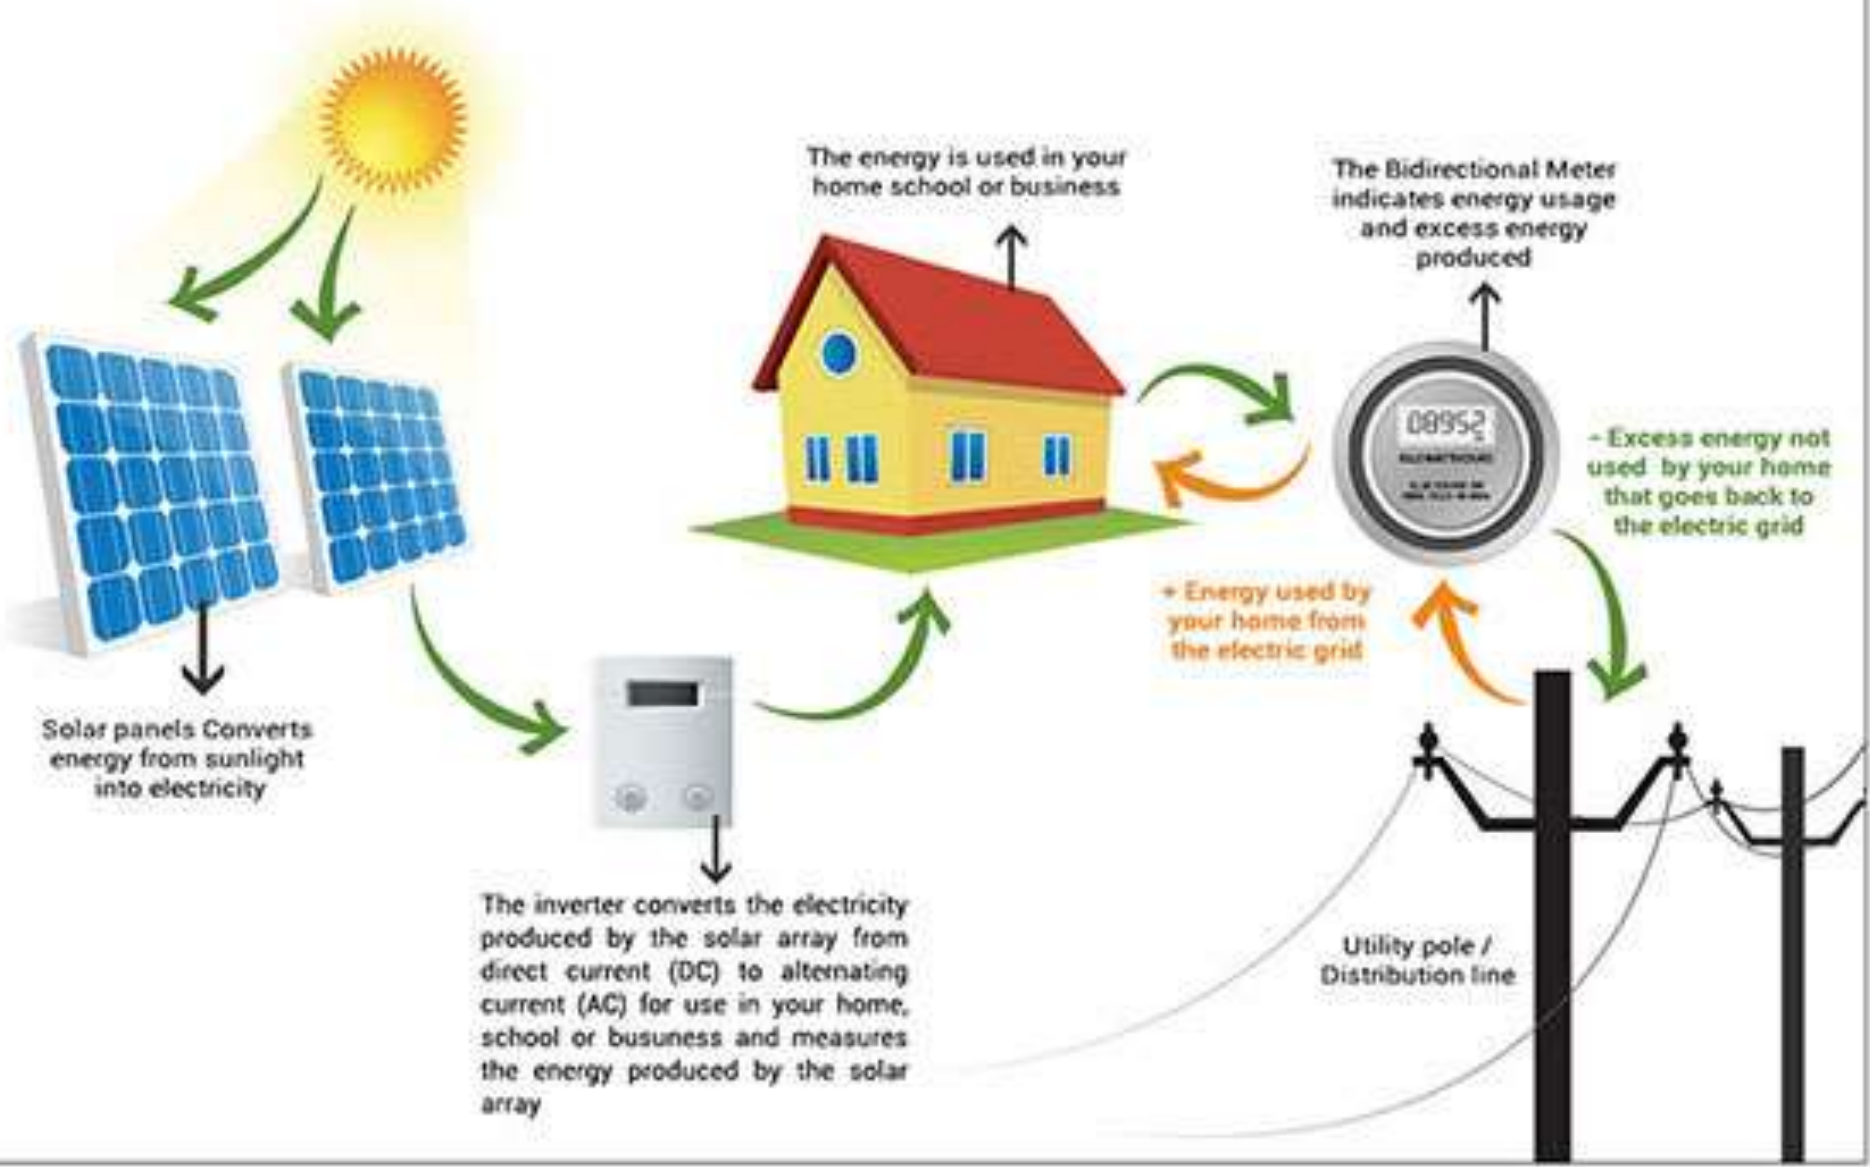 The energy is used in your
home school or business
The Bidirectional Meter
indicates energy usage
and excess energy
produced
08952
- Excess energy not
used by your home
that goes back to
the electric grid
+ Energy used by
your home from
the electric grid
Solar panels Converts
energy from sunlight
into electricity
The inverter converts the electricity
produced by the solar array from
direct current (DC) to alternating
current (AC) for use in your home,
school or busuness and measures
the energy produced by the solar
array
Utility pole /
Distribution line